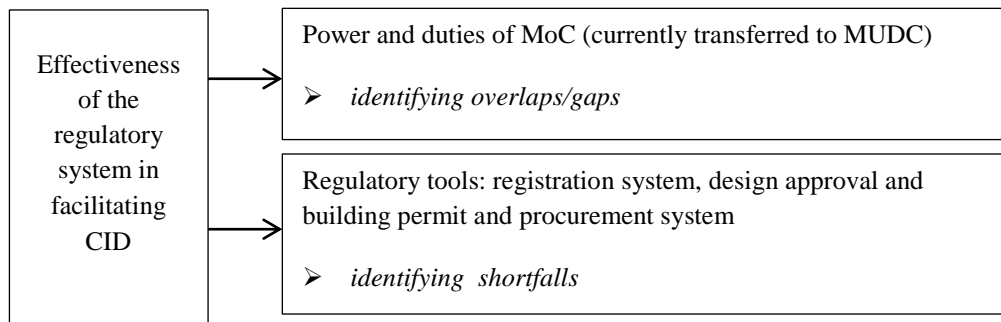 Effectiveness
of the
regulatory
system in
facilitating
CID
Power and duties of MoC (currently transferred to MUDC)
➢ identifying overlaps/gaps
Regulatory tools: registration system, design approval and
building permit and procurement system
➢ identifying shortfalls